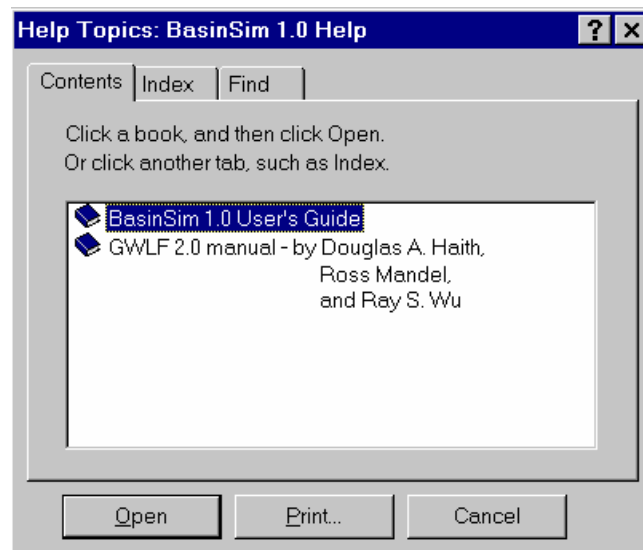 Help Topics: BasinSim 1.0 Help
Contents Index Find
Click a book, and then click Open.
Or click another tab, such as Index.
BasinSim 1.0 User's Guide
GWLF 2.0 manual - by Douglas A. Haith,
Ross Mandel,
and Ray S. Wu
Open Print... Cancel